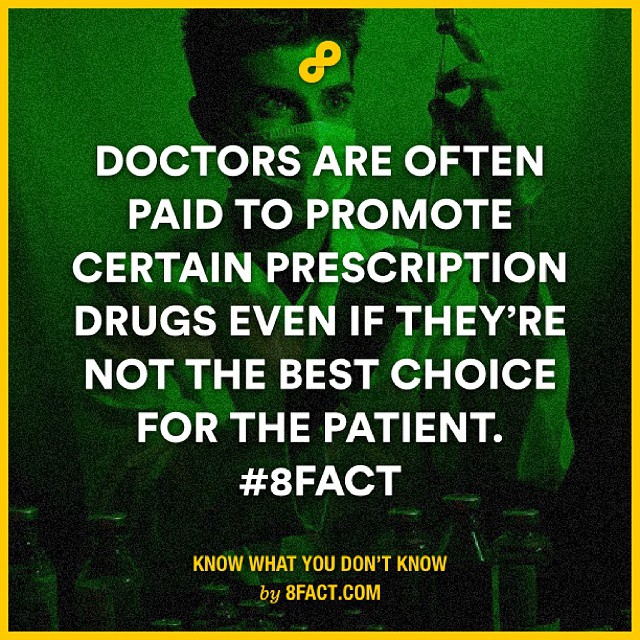 DOCTORS ARE OFTEN
PAID TO PROMOTE
CERTAIN PRESCRIPTION
DRUGS EVEN IF THEY'RE
NOT THE BEST CHOICE
FOR THE PATIENT.
#8FACT
KNOW WHAT YOU DON'T KNOW
by 8FACT.COM